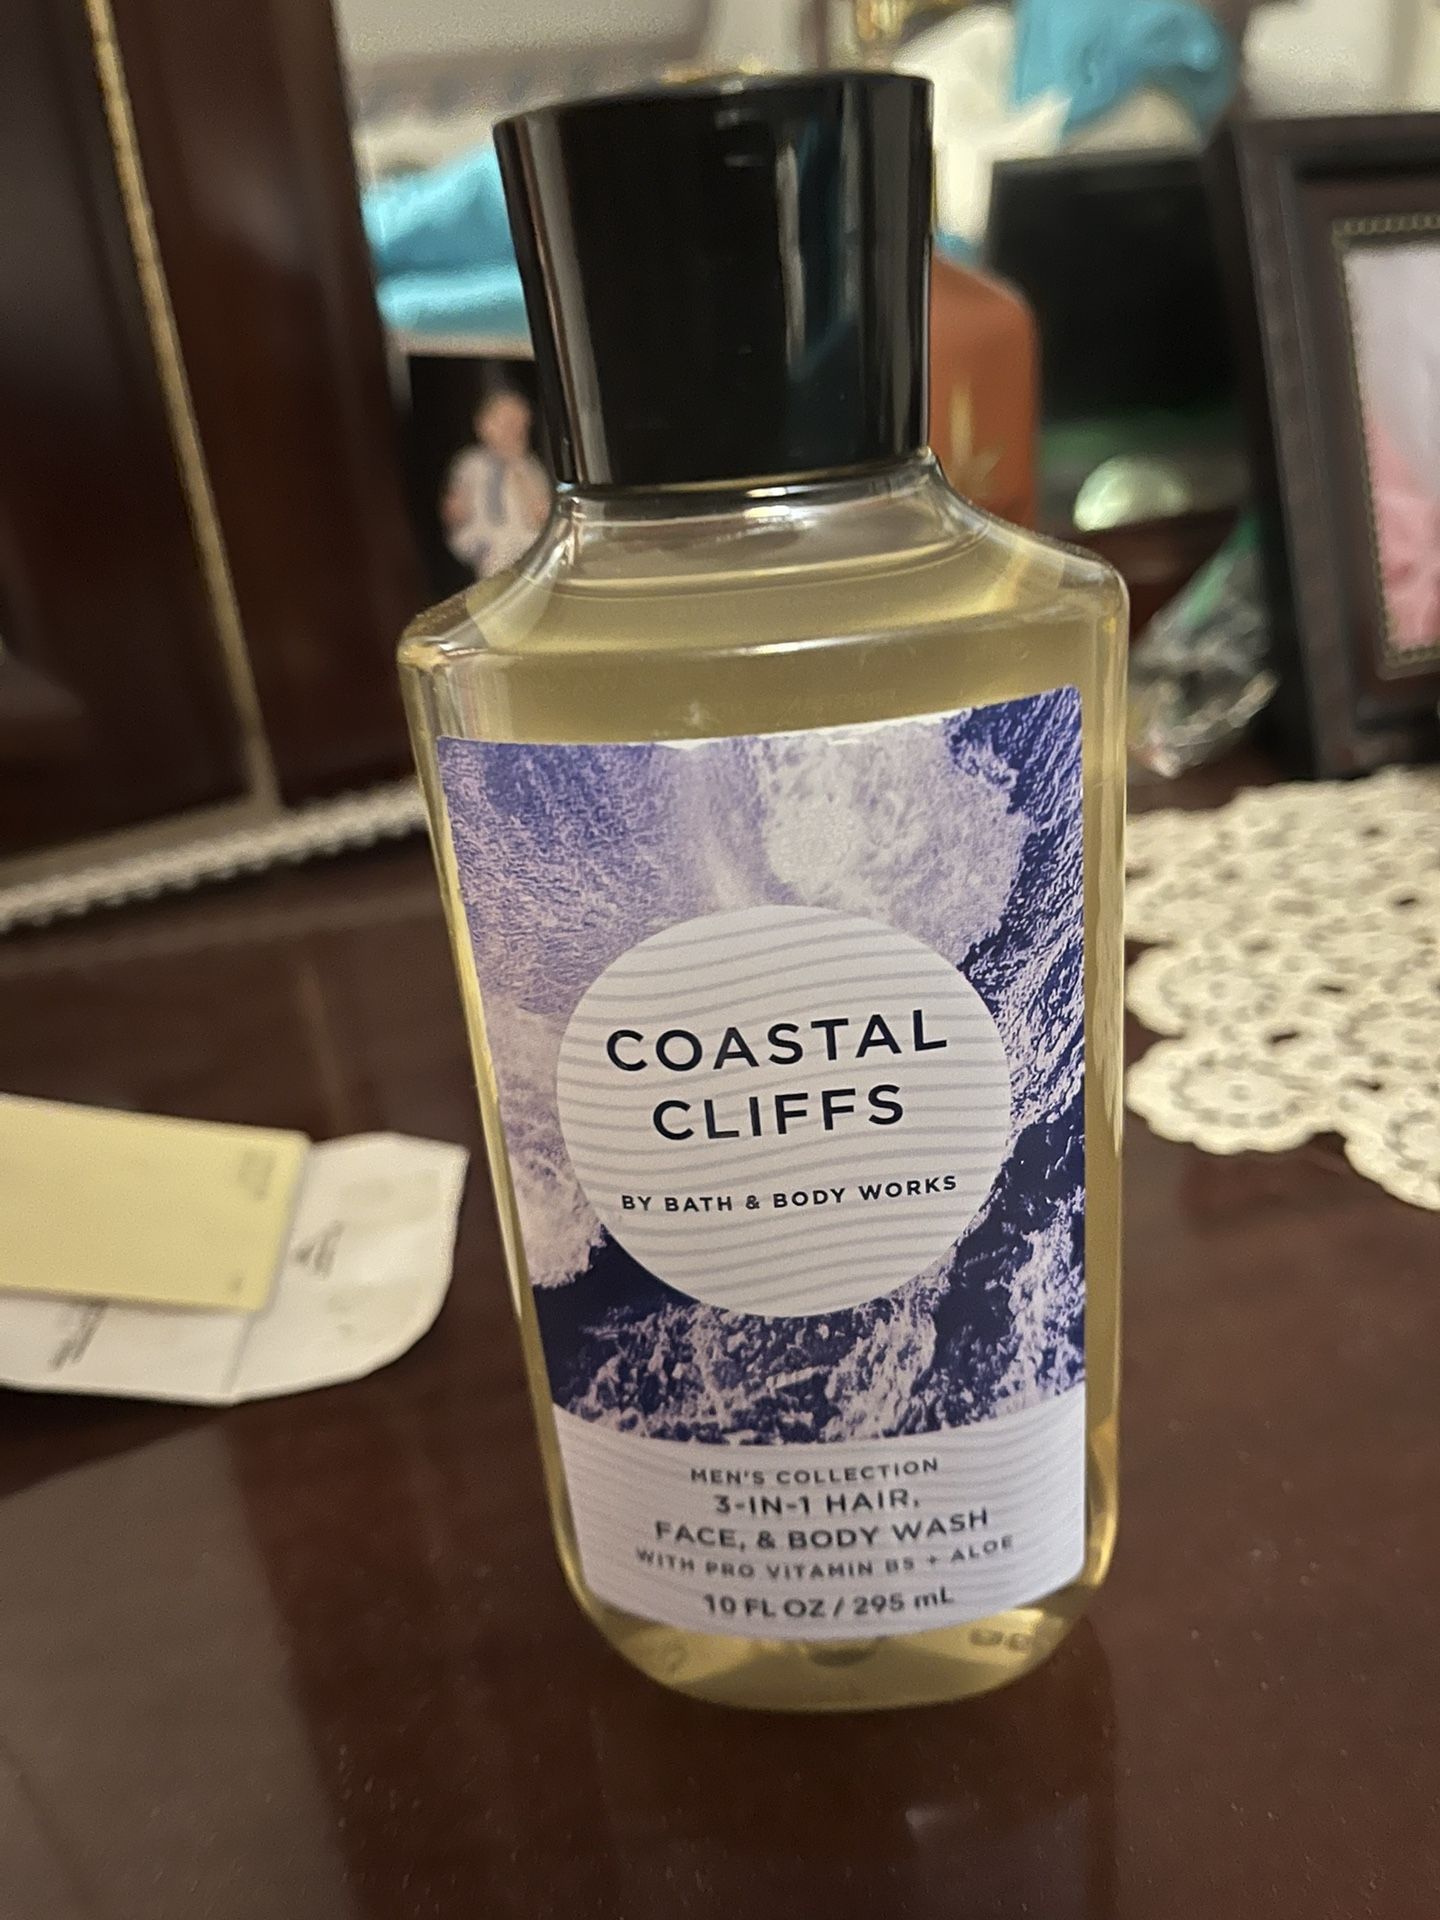 COASTAL
CLIFFS
BY BATH & BODY WORKS
MEN'S COLLECTION
3-IN-1 HAIR,
FACE, & BODY WASH
WITH PRO VITAMIN B5 + ALOE
10 FL OZ / 295 mL